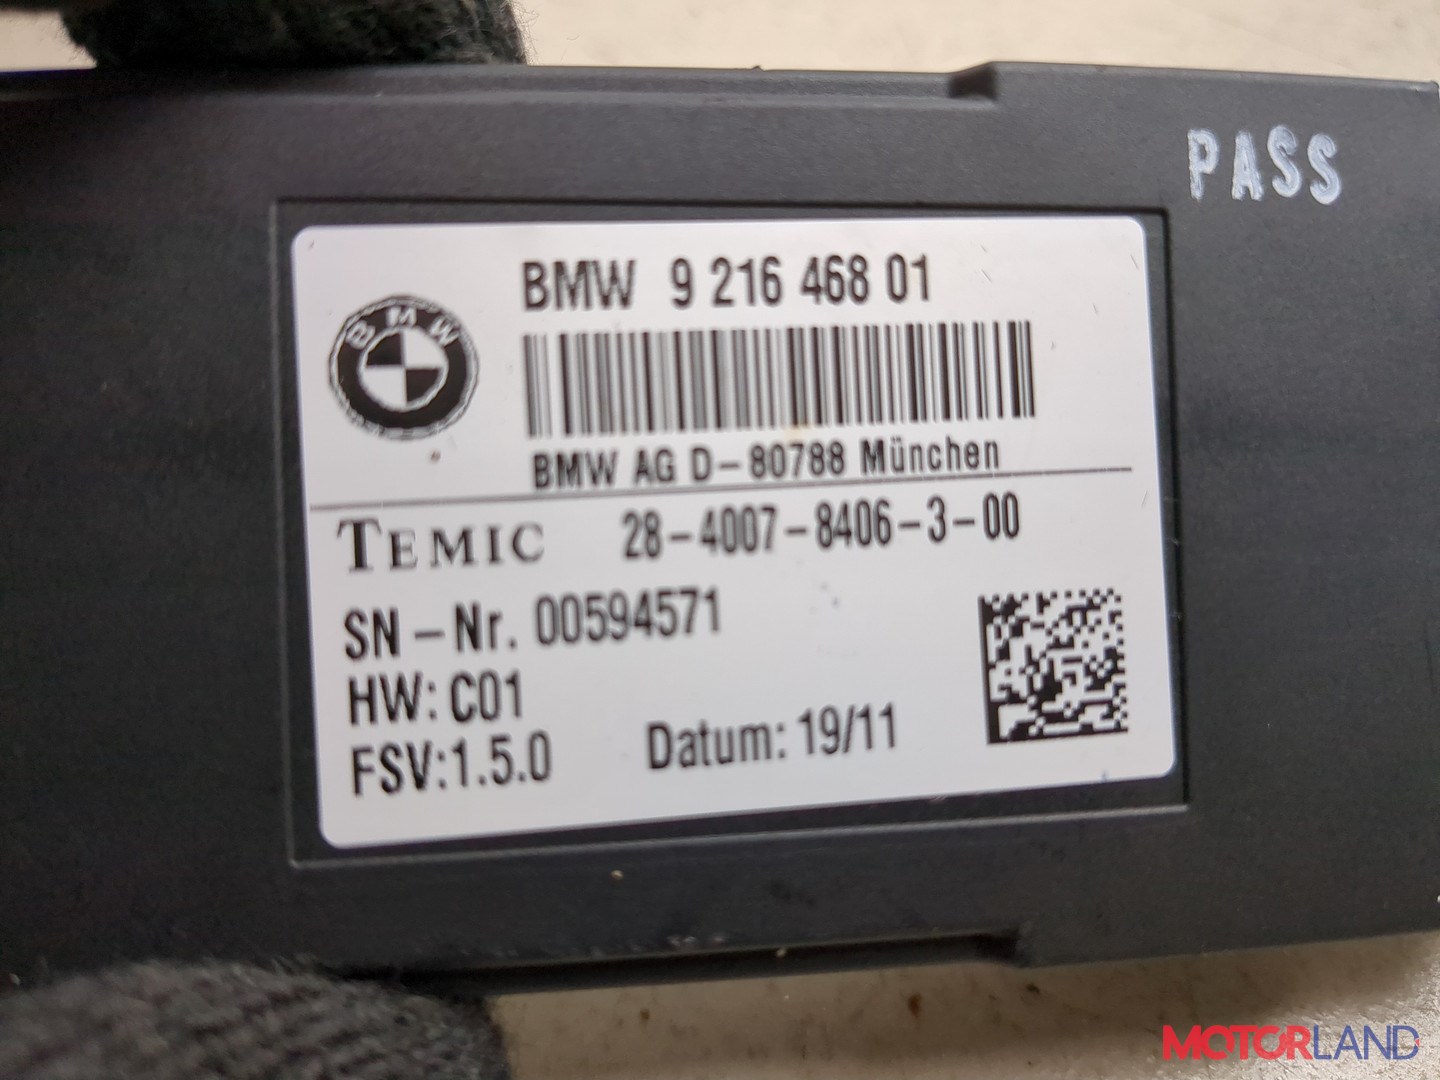 PASS
BMW 9 216 468 01
BMW
BMW AG D-80788 München
TEMIC 28-4007-8406-3-00
SN-Nr. 00594571
HW: C01
FSV:1.5.0 Datum: 19/11
MOTORLAND